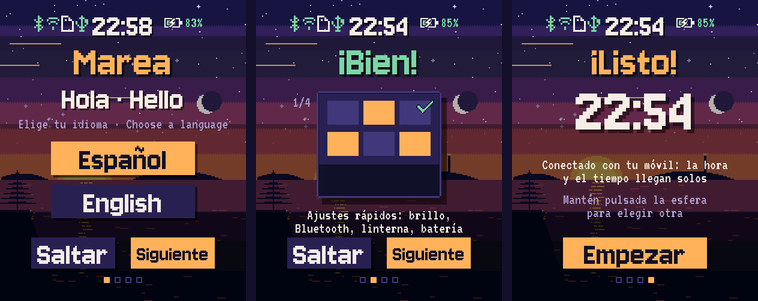 22:58 83%
Marea
Hola · Hello
Elige tu idioma · Choose a language
Español
English
Saltar Siguiente
22:54 85%
¡Bien!
1/4
Ajustes rápidos: brillo,
Bluetooth, linterna, batería
Saltar Siguiente
22:54 85%
¡Listo!
22:54
Conectado con tu móvil: la hora
y el tiempo llegan solos
Mantén pulsada la esfera
para elegir otra
Empezar